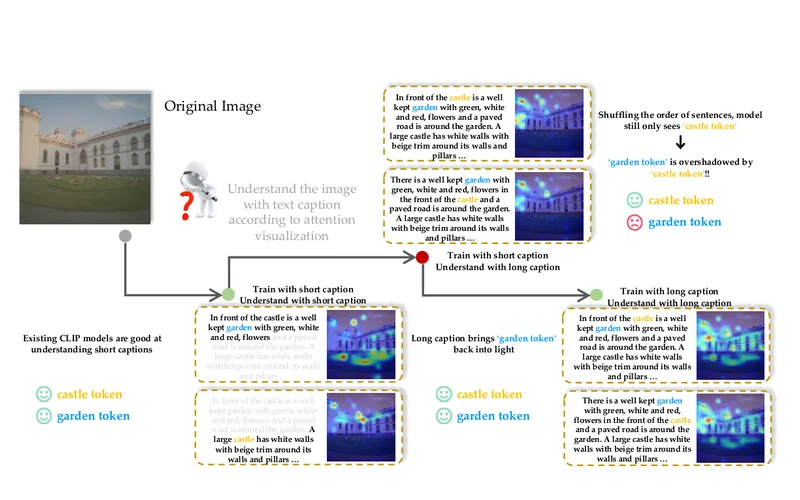 Original Image
Understand the image
with text caption
according to attention
visualization
In front of the castle is a well
kept garden with green, white
and red, flowers and a paved
road is around the garden. A
large castle has white walls with
beige trim around its walls and
pillars ...
There is a well kept garden with
green, white and red, flowers in
the front of the castle and a
paved road is around the garden.
A large castle has white walls
with beige trim around its walls
and pillars ...
Shuffling the order of sentences, model
still only sees 'castle token'
'garden token' is overshadowed by
'castle token'!!
castle token
garden token
Train with short caption
Understand with long caption
Train with short caption
Understand with short caption
Train with long caption
Understand with long caption
Existing CLIP models are good at
understanding short captions
castle token
garden token
In front of the castle is a well
kept garden with green, white
and red, flowers and a paved
road is around the garden. A
large castle has white walls
with beige trim around its walls
and pillars ...
In front of the castle is a well
kept garden with green, white
and red, flowers and a paved
road is around the garden. A
large castle has white walls
with beige trim around its
walls and pillars ...
Long caption brings 'garden token'
back into light
castle token
garden token
In front of the castle is a well
kept garden with green, white
and red, flowers and a paved
road is around the garden. A
large castle has white walls
with beige trim around its walls
and pillars ...
There is a well kept garden
with green, white and red,
flowers in the front of the castle
and a paved road is around the
garden. A large castle has white
walls with beige trim around its
walls and pillars ...